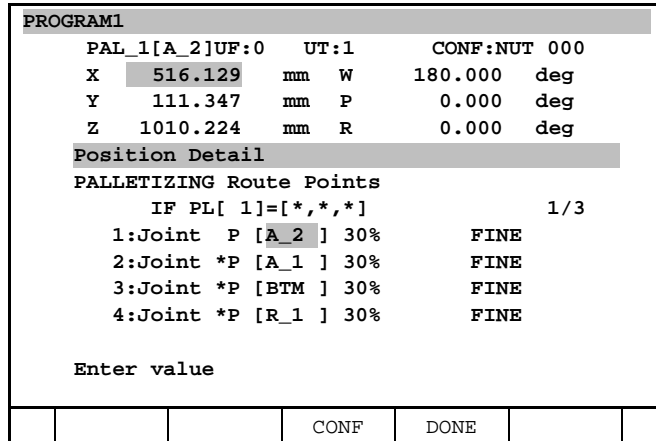 PROGRAM1
PAL_1[A_2]UF:0 UT:1 CONF:NUT 000
X 516.129 mm W 180.000 deg
Y 111.347 mm P 0.000 deg
Z 1010.224 mm R 0.000 deg
Position Detail
PALLETIZING Route Points
IF PL[ 1]=[*,*,*] 1/3
1:Joint P [A_2 ] 30% FINE
2:Joint *P [A_1 ] 30% FINE
3:Joint *P [BTM ] 30% FINE
4:Joint *P [R_1 ] 30% FINE
Enter value
CONF DONE